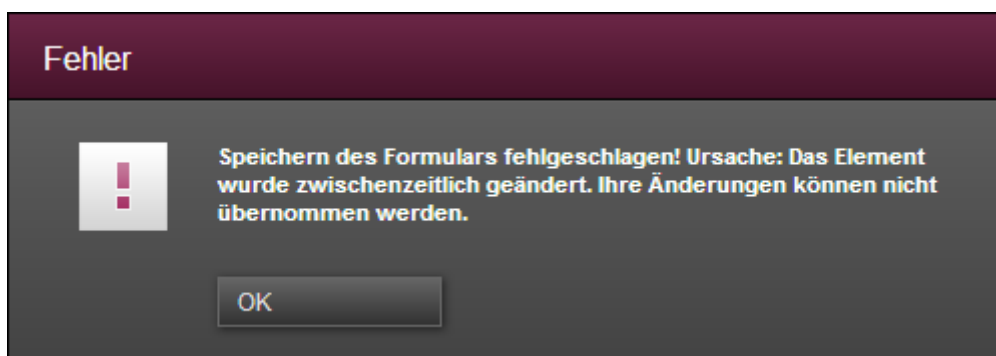 Fehler
Speichern des Formulars fehlgeschlagen! Ursache: Das Element
wurde zwischenzeitlich geändert. Ihre Änderungen können nicht
übernommen werden.
OK